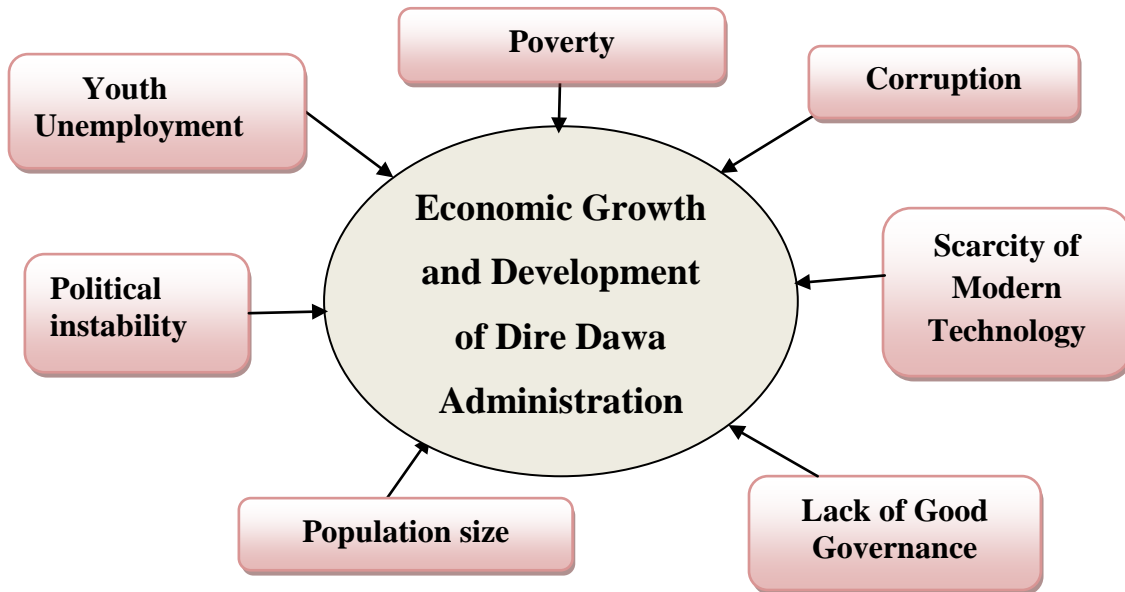 Poverty
Youth
Unemployment
Corruption
Economic Growth
and Development
of Dire Dawa
Administration
Scarcity of
Modern
Technology
Political
instability
Population size
Lack of Good
Governance